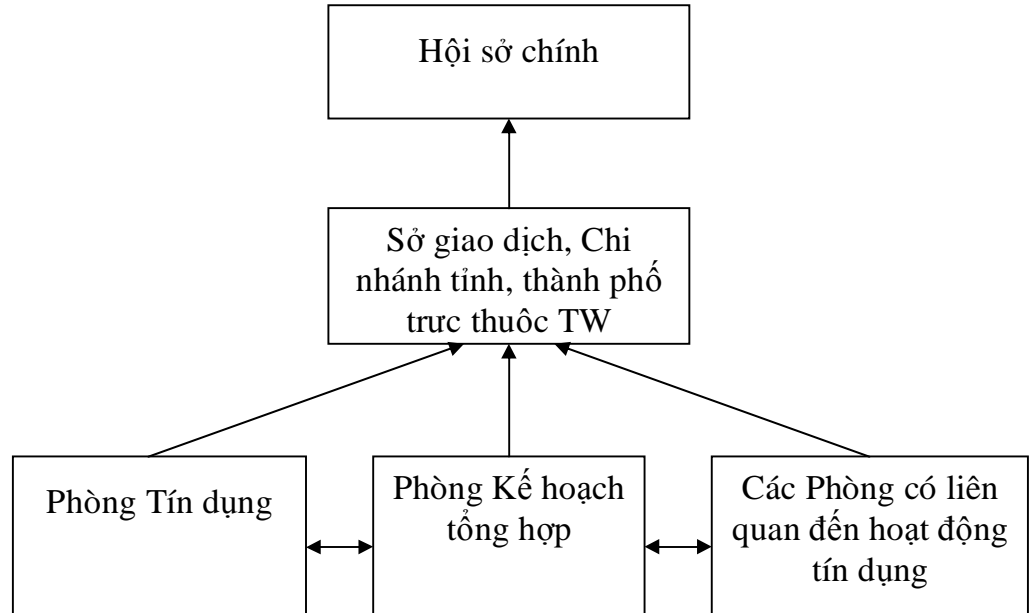 Hội sở chính
Sở giao dịch, Chi
nhánh tỉnh, thành phố
trưc thuôc TW
Phòng Tín dụng
Phòng Kế hoạch
tổng hợp
Các Phòng có liên
quan đến hoạt động
tín dụng